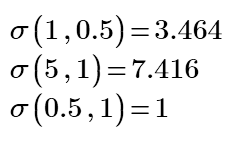 σ(1, 0.5) = 3.464
σ(5, 1) = 7.416
σ(0.5, 1) = 1